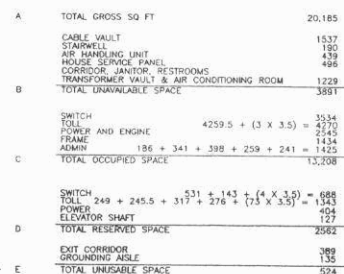 A TOTAL GROSS SQ FT 20,185
CABLE VAULT 1537
STAIRWELL 190
AIR HANDLING UNIT 439
HOUSE SERVICE PANEL 496
CORRIDOR, JANITOR, RESTROOMS
TRANSFORMER VAULT & AIR CONDITIONING ROOM 1229
B TOTAL UNAVAILABLE SPACE 3891
SWITCH 3534
TOLL 4259.5 + (3 X 3.5) = 4270
POWER AND ENGINE 2545
FRAME 1434
ADMIN 186 + 341 + 398 + 259 + 241 = 1425
C TOTAL OCCUPIED SPACE 13,208
SWITCH 531 + 143 + (4 X 3.5) = 688
TOLL 249 + 245.5 + 317 + 276 + (73 X 3.5) = 1343
POWER 404
ELEVATOR SHAFT 127
D TOTAL RESERVED SPACE 2562
EXIT CORRIDOR 389
GROUNDING AISLE 135
E TOTAL UNUSABLE SPACE 524